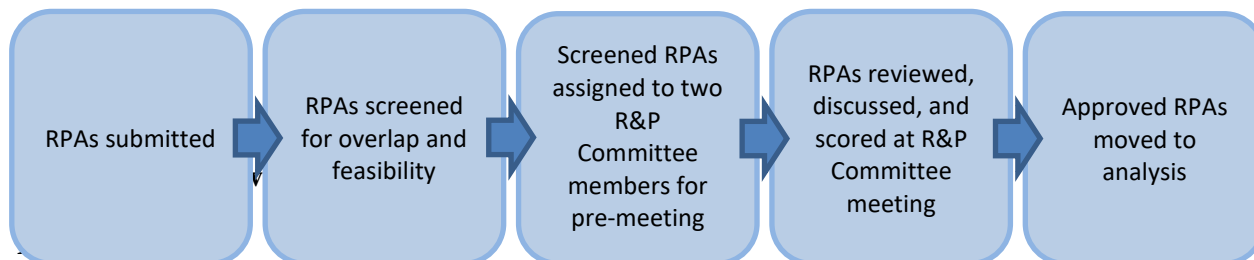 RPAs submitted
RPAs screened
for overlap and
feasibility
Screened RPAs
assigned to two
R&P
Committee
members for
pre-meeting
RPAs reviewed,
discussed, and
scored at R&P
Committee
meeting
Approved RPAs
moved to
analysis